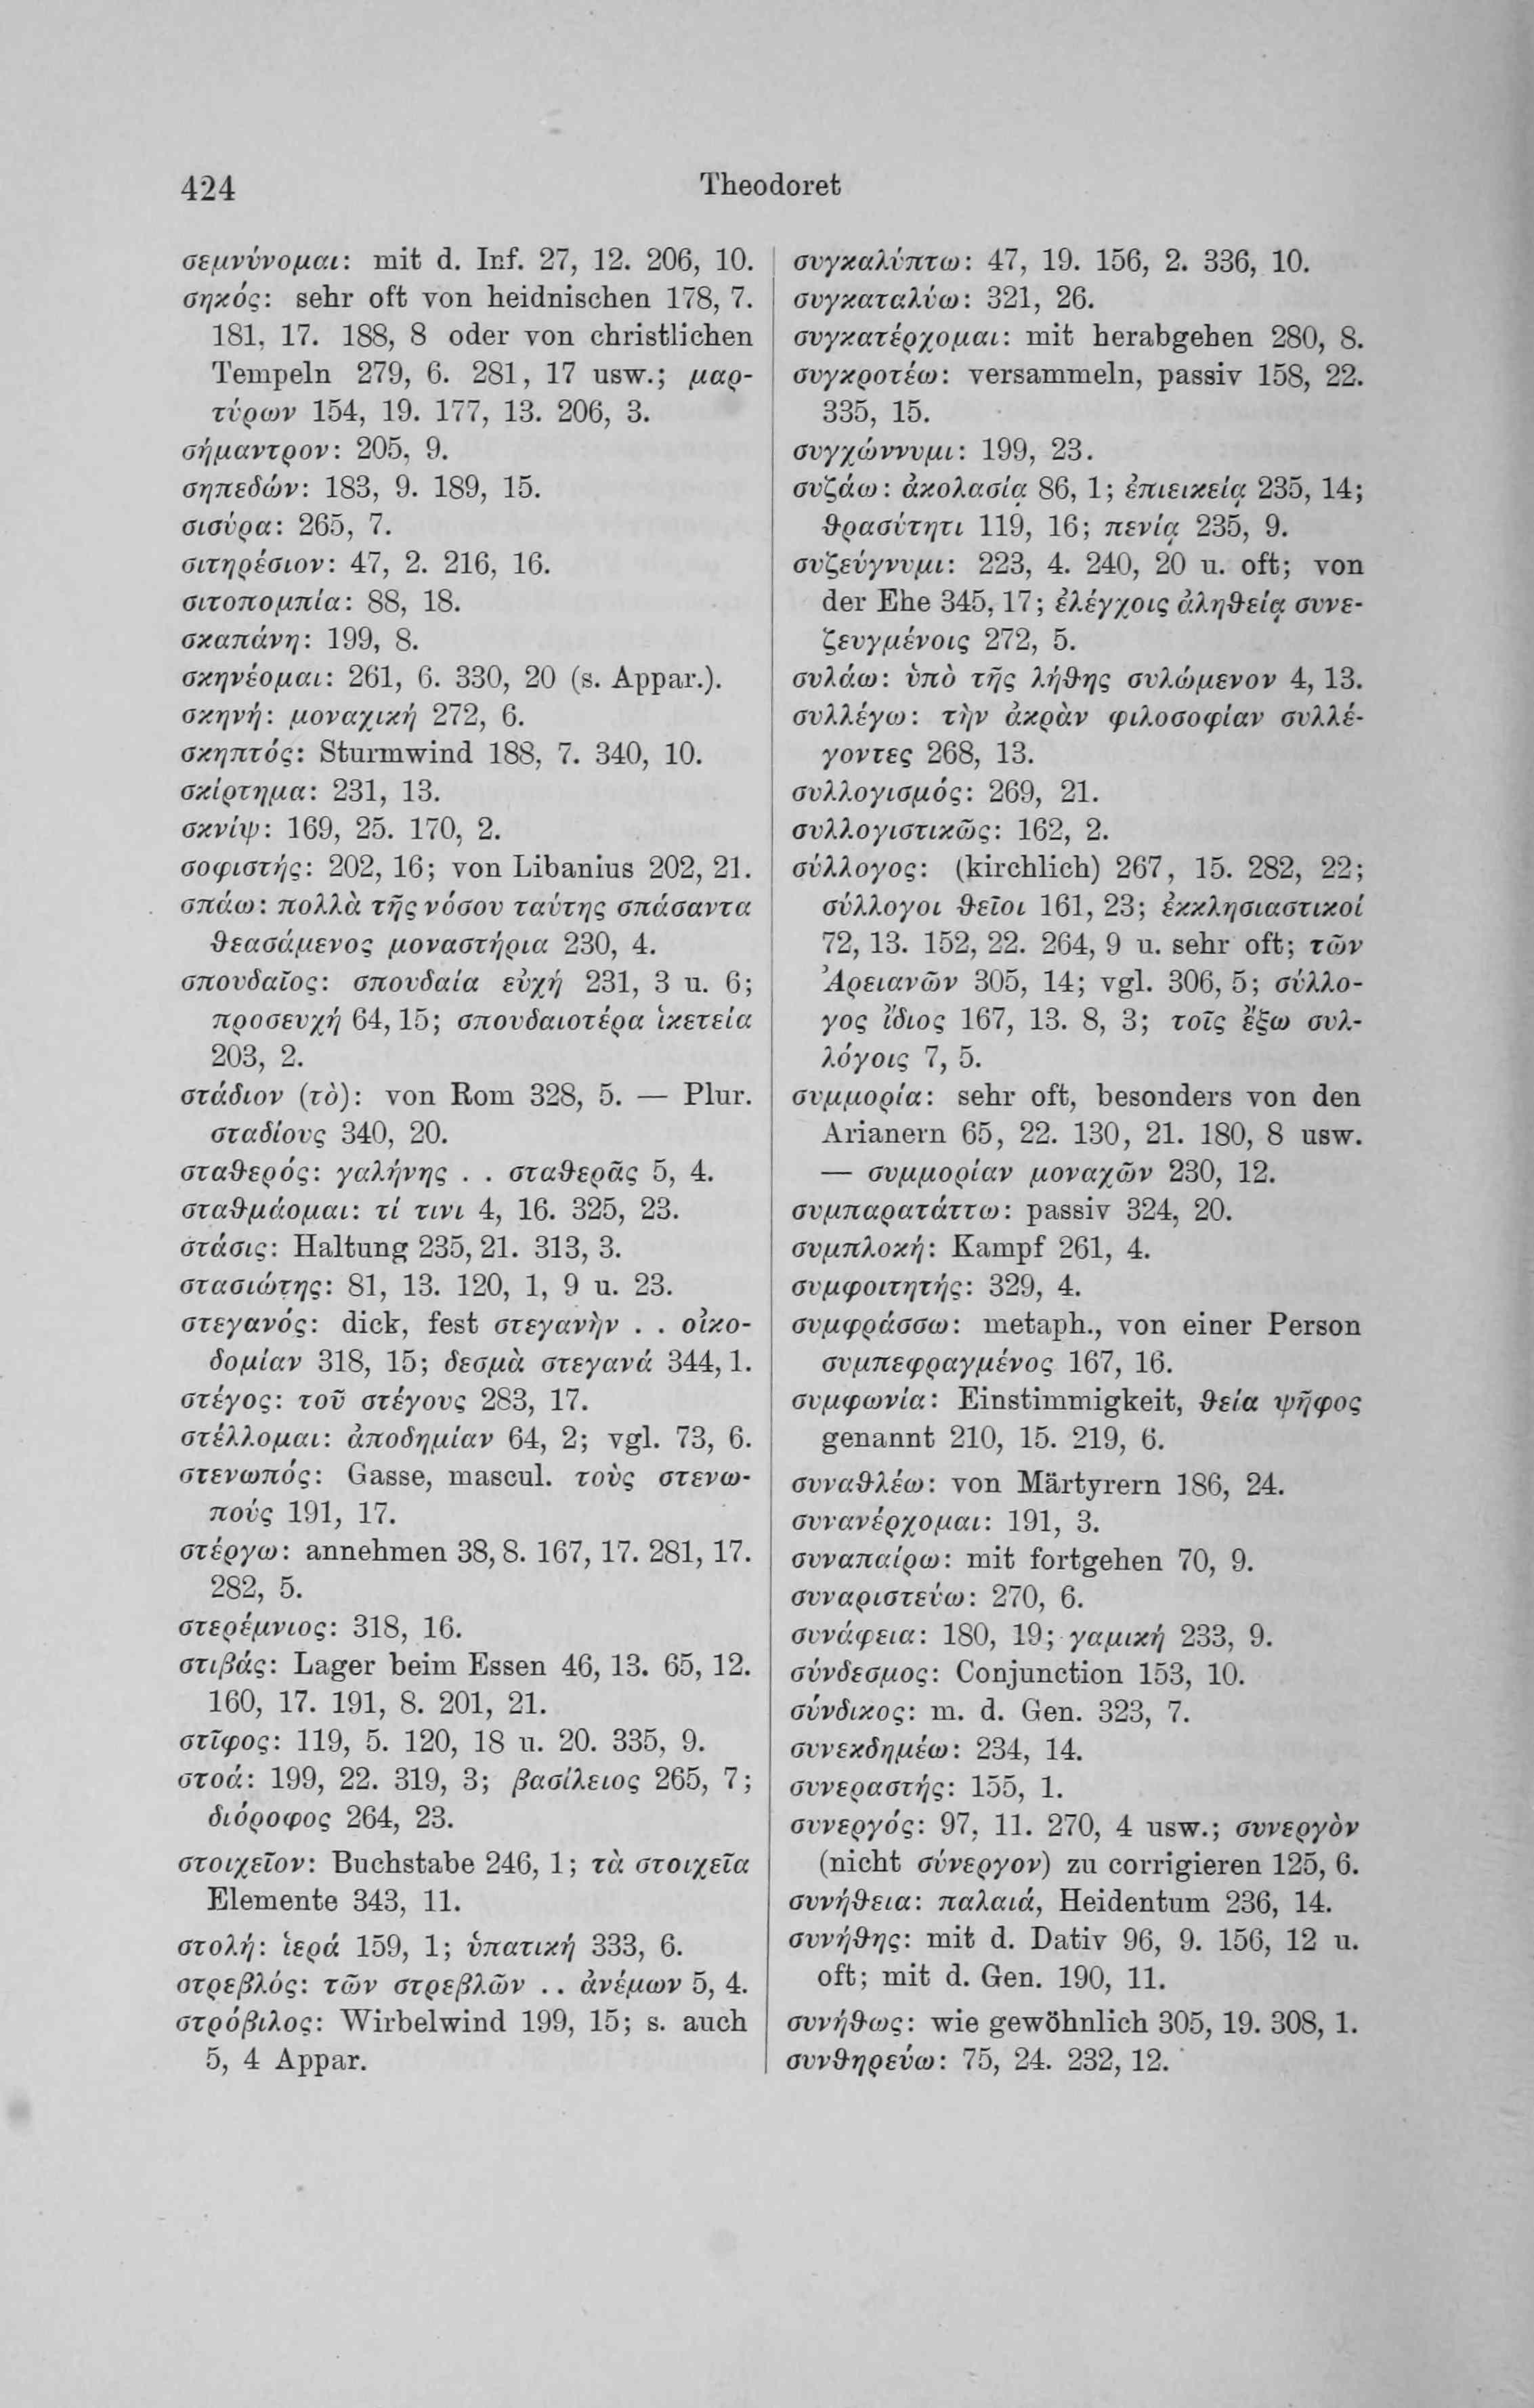 424
Theodoret
σεμνύνομαι: mit d. Inf. 27, 12. 206, 10.
σηκός: sehr oft von heidnischen 178, 7.
181, 17. 188, 8 oder von christlichen
Tempeln 279, 6. 281, 17 usw.; μαρ-
τύρων 154, 19. 177, 13. 206, 3.
σήμαντρον: 205, 9.
σηπεδών: 183, 9. 189, 15.
σισύρα: 265, 7.
σιτηρέσιον: 47, 2. 216, 16.
σιτοπομπία: 88, 18.
σκαπάνη: 199, 8.
σκηνέομαι: 261, 6. 330, 20 (s. Appar.).
σκηνή: μοναχική 272, 6.
σκηπτός: Sturmwind 188, 7. 340, 10.
σκίρτημα: 231, 13.
σκνίψ: 169, 25. 170, 2.
σοφιστής: 202, 16; von Libanius 202, 21.
σπάω: πολλὰ τῆς νόσου ταύτης σπάσαντα
θεασάμενος μοναστήρια 230, 4.
σπουδαῖος: σπουδαία εὐχή 231, 3 u. 6;
προσευχή 64, 15; σπουδαιοτέρα ἱκετεία
203, 2.
στάδιον (τὸ): von Rom 328, 5. — Plur.
σταδίους 340, 20.
σταθερός: γαλήνης . . σταθερᾶς 5, 4.
σταθμάομαι: τί τινι 4, 16. 325, 23.
στάσις: Haltung 235, 21. 313, 3.
στασιώτης: 81, 13. 120, 1, 9 u. 23.
στεγανός: dick, fest στεγανὴν . . οἰκο-
δομίαν 318, 15; δεσμὰ στεγανά 344, 1.
στέγος: τοῦ στέγους 283, 17.
στέλλομαι: ἀποδημίαν 64, 2; vgl. 73, 6.
στενωπός: Gasse, mascul. τοὺς στενω-
πούς 191, 17.
στέργω: annehmen 38, 8. 167, 17. 281, 17.
282, 5.
στερέμνιος: 318, 16.
στιβάς: Lager beim Essen 46, 13. 65, 12.
160, 17. 191, 8. 201, 21.
στῖφος: 119, 5. 120, 18 u. 20. 335, 9.
στοά: 199, 22. 319, 3; βασίλειος 265, 7;
διόροφος 264, 23.
στοιχεῖον: Buchstabe 246, 1; τὰ στοιχεῖα
Elemente 343, 11.
στολή: ἱερά 159, 1; ὑπατική 333, 6.
στρεβλός: τῶν στρεβλῶν . . ἀνέμων 5, 4.
στρόβιλος: Wirbelwind 199, 15; s. auch
5, 4 Appar.
συγκαλύπτω: 47, 19. 156, 2. 336, 10.
συγκαταλύω: 321, 26.
συγκατέρχομαι: mit herabgehen 280, 8.
συγκροτέω: versammeln, passiv 158, 22.
335, 15.
συγχώννυμι: 199, 23.
συζάω: ἀκολασίᾳ 86, 1; ἐπιεικείᾳ 235, 14;
θρασύτητι 119, 16; πενίᾳ 235, 9.
συζεύγνυμι: 223, 4. 240, 20 u. oft; von
der Ehe 345, 17; ἐλέγχοις ἀληθείᾳ συνε-
ζευγμένοις 272, 5.
συλάω: ὑπὸ τῆς λήθης συλώμενον 4, 13.
συλλέγω: τὴν ἀκρὰν φιλοσοφίαν συλλέ-
γοντες 268, 13.
συλλογισμός: 269, 21.
συλλογιστικῶς: 162, 2.
σύλλογος: (kirchlich) 267, 15. 282, 22;
σύλλογοι θεῖοι 161, 23; ἐκκλησιαστικοί
72, 13. 152, 22. 264, 9 u. sehr oft; τῶν
Ἀρειανῶν 305, 14; vgl. 306, 5; σύλλο-
γος ἴδιος 167, 13. 8, 3; τοῖς ἔξω συλ-
λόγοις 7, 5.
συμμορία: sehr oft, besonders von den
Arianern 65, 22. 130, 21. 180, 8 usw.
— συμμορίαν μοναχῶν 230, 12.
συμπαρατάττω: passiv 324, 20.
συμπλοκή: Kampf 261, 4.
συμφοιτητής: 329, 4.
συμφράσσω: metaph., von einer Person
συμπεφραγμένος 167, 16.
συμφωνία: Einstimmigkeit, θεία ψῆφος
genannt 210, 15. 219, 6.
συναθλέω: von Märtyrern 186, 24.
συνανέρχομαι: 191, 3.
συναπαίρω: mit fortgehen 70, 9.
συναριστεύω: 270, 6.
συνάφεια: 180, 19; γαμική 233, 9.
σύνδεσμος: Conjunction 153, 10.
σύνδικος: m. d. Gen. 323, 7.
συνεκδημέω: 234, 14.
συνεραστής: 155, 1.
συνεργός: 97, 11. 270, 4 usw.; συνεργὸν
(nicht σύνεργον) zu corrigieren 125, 6.
συνήθεια: παλαιά, Heidentum 236, 14.
συνήθης: mit d. Dativ 96, 9. 156, 12 u.
oft; mit d. Gen. 190, 11.
συνήθως: wie gewöhnlich 305, 19. 308, 1.
συνθηρεύω: 75, 24. 232, 12.